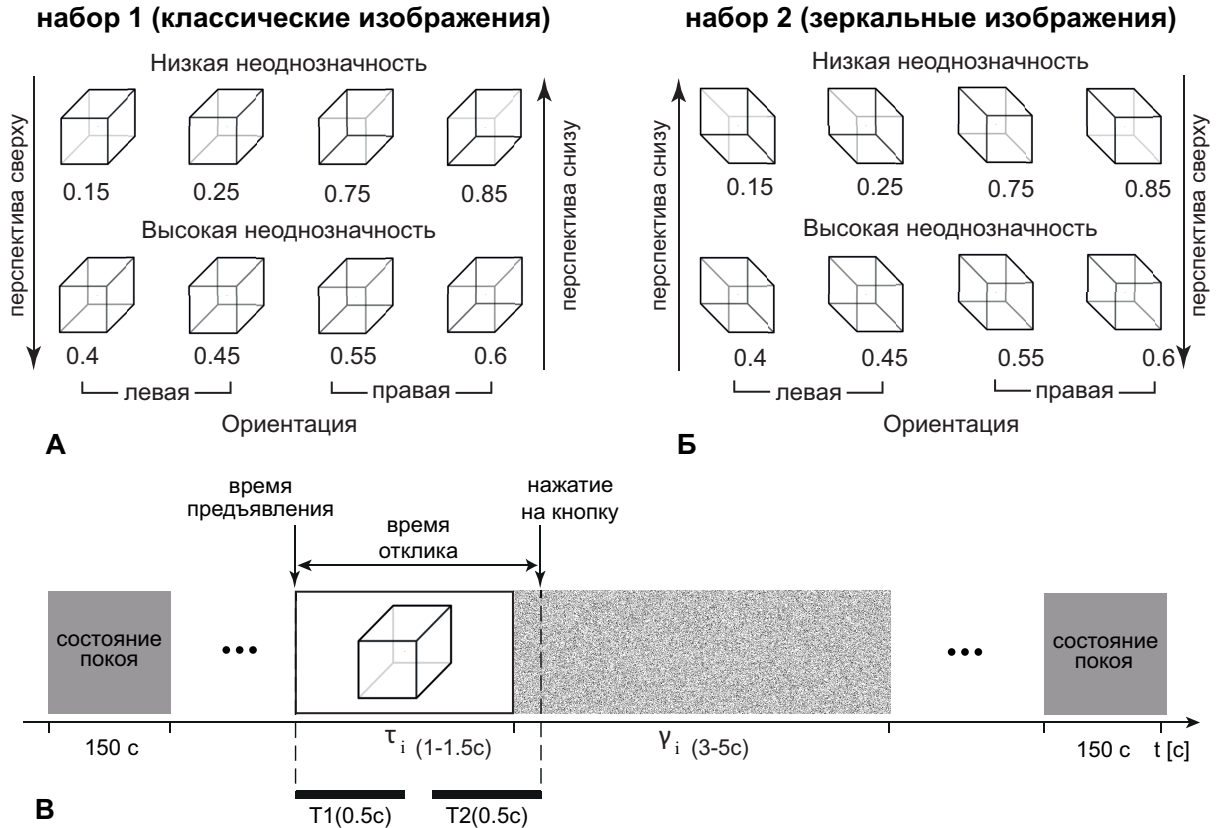 набор 1 (классические изображения)
Низкая неоднозначность
перспектива сверху
0.15 0.25 0.75 0.85
перспектива снизу
Высокая неоднозначность
0.4 0.45 0.55 0.6
левая правая
Ориентация
А
набор 2 (зеркальные изображения)
Низкая неоднозначность
перспектива снизу
0.15 0.25 0.75 0.85
перспектива сверху
Высокая неоднозначность
0.4 0.45 0.55 0.6
левая правая
Ориентация
Б
время
предъявления
время
отклика
нажатие
на кнопку
состояние
покоя
•••
•••
состояние
покоя
150 с
τ i (1-1.5с)
γ i (3-5с)
150 с
t [с]
T1(0.5с)
T2(0.5с)
В